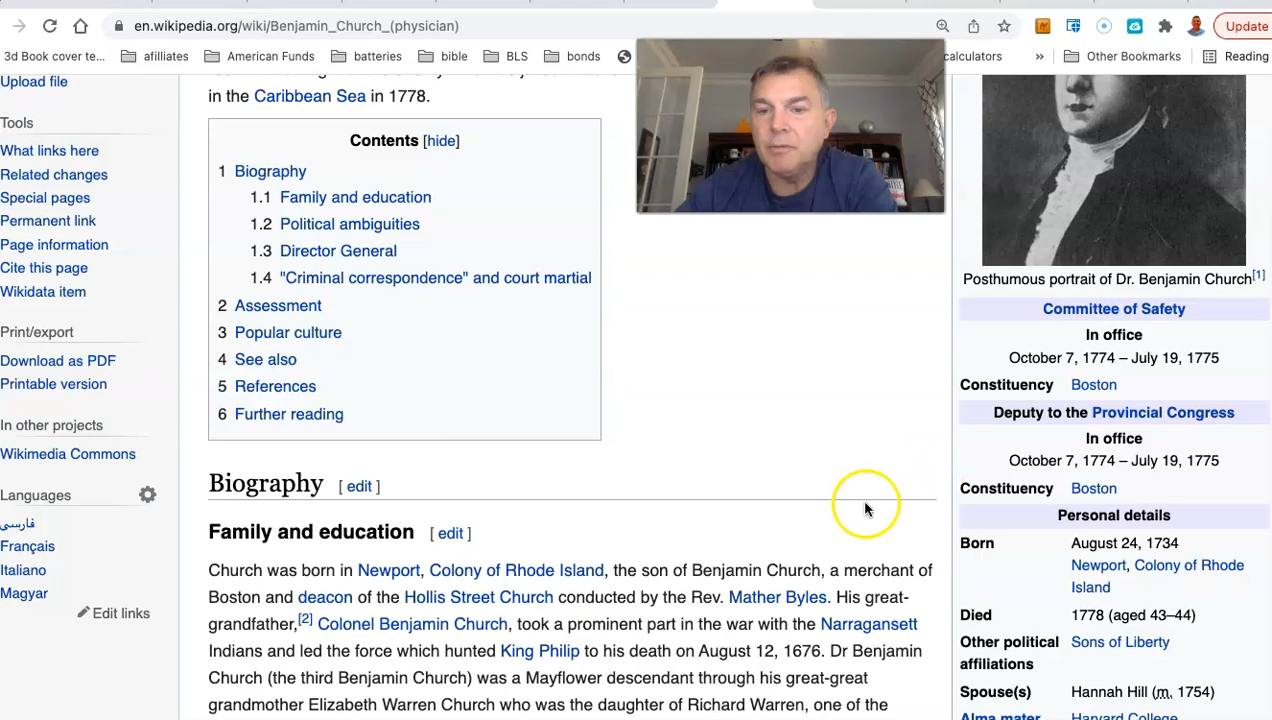 en.wikipedia.org/wiki/Benjamin_Church_(physician)
Update
3d Book cover te...
afiliiates
American Funds
batteries
bible
BLS
bonds
calculators
»
Other Bookmarks
Reading
Upload file
Tools
What links here
Related changes
Special pages
Permanent link
Page information
Cite this page
Wikidata item
Print/export
Download as PDF
Printable version
In other projects
Wikimedia Commons
Languages
فارسی
Français
Italiano
Magyar
Edit links
in the Caribbean Sea in 1778.
Contents [hide]
1 Biography
1.1 Family and education
1.2 Political ambiguities
1.3 Director General
1.4 "Criminal correspondence" and court martial
2 Assessment
3 Popular culture
4 See also
5 References
6 Further reading
Biography [ edit ]
Family and education [ edit ]
Church was born in Newport, Colony of Rhode Island, the son of Benjamin Church, a merchant of
Boston and deacon of the Hollis Street Church conducted by the Rev. Mather Byles. His great-
grandfather,[2] Colonel Benjamin Church, took a prominent part in the war with the Narragansett
Indians and led the force which hunted King Philip to his death on August 12, 1676. Dr Benjamin
Church (the third Benjamin Church) was a Mayflower descendant through his great-great
grandmother Elizabeth Warren Church who was the daughter of Richard Warren, one of the
Posthumous portrait of Dr. Benjamin Church[1]
Committee of Safety
In office
October 7, 1774 – July 19, 1775
Constituency Boston
Deputy to the Provincial Congress
In office
October 7, 1774 – July 19, 1775
Constituency Boston
Personal details
Born August 24, 1734
Newport, Colony of Rhode
Island
Died 1778 (aged 43–44)
Other political Sons of Liberty
affiliations
Spouse(s) Hannah Hill (m. 1754)
Alma mater Harvard College